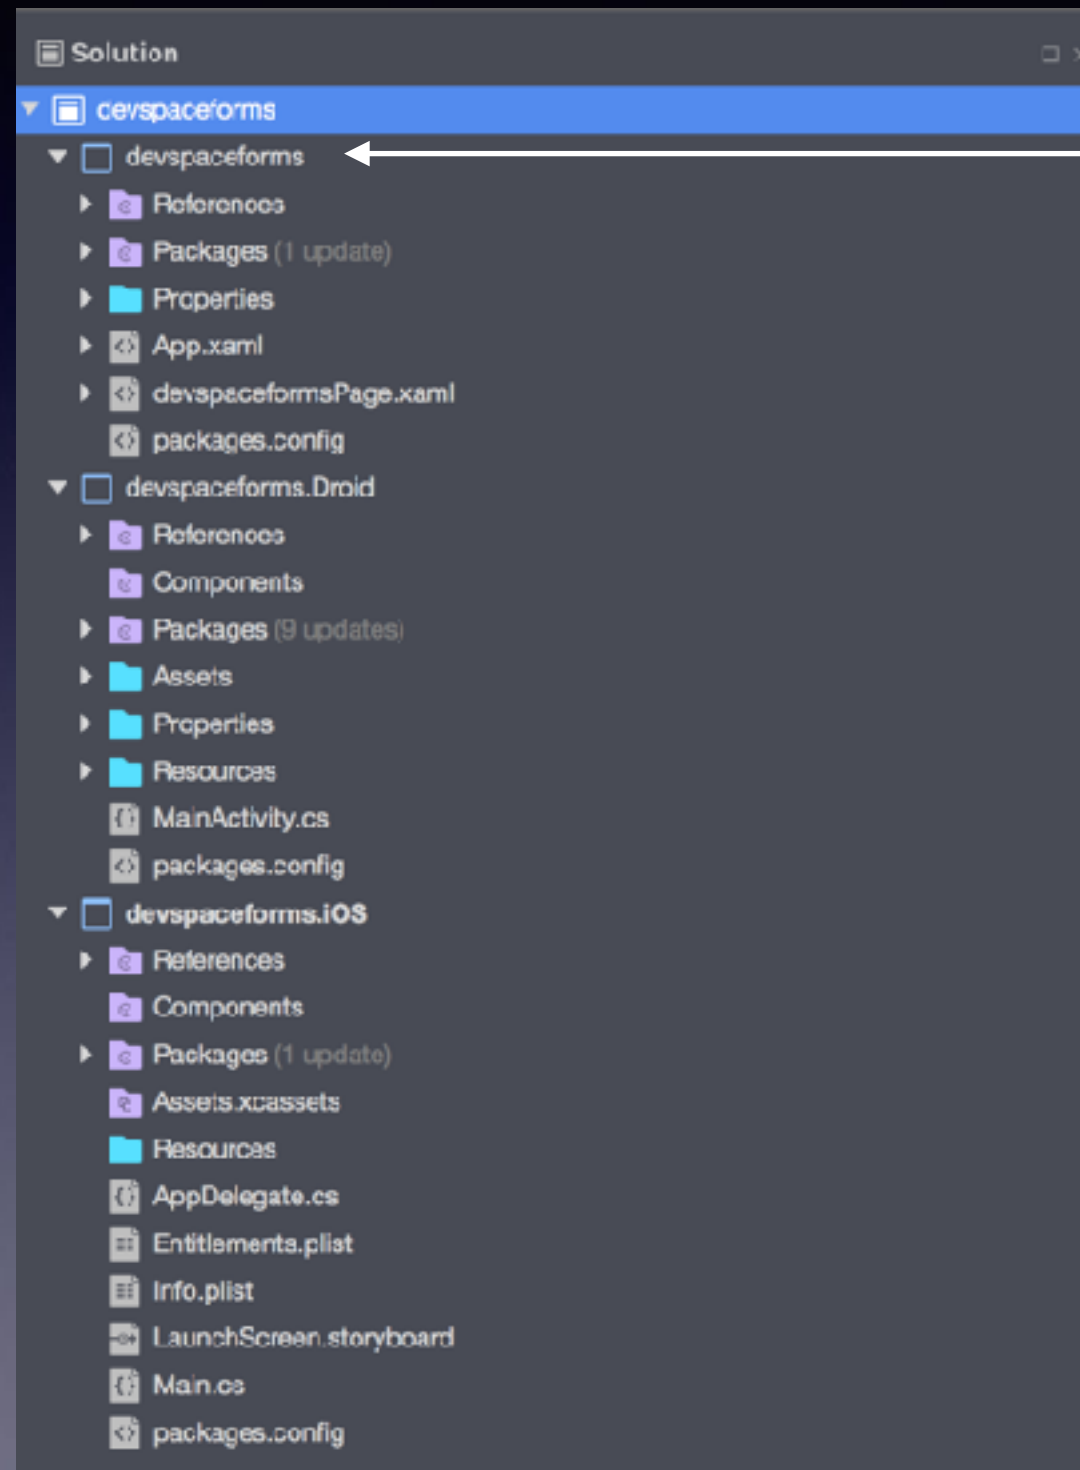 Solution
devspaceforms
devspaceforms
References
Packages (1 update)
Properties
App.xaml
devspaceformsPage.xaml
packages.config
devspaceforms.Droid
References
Components
Packages (9 updates)
Assets
Properties
Resources
MainActivity.cs
packages.config
devspaceforms.iOS
References
Components
Packages (1 update)
Assets.xcassets
Resources
AppDelegate.cs
Entitlements.plist
Info.plist
LaunchScreen.storyboard
Main.cs
packages.config